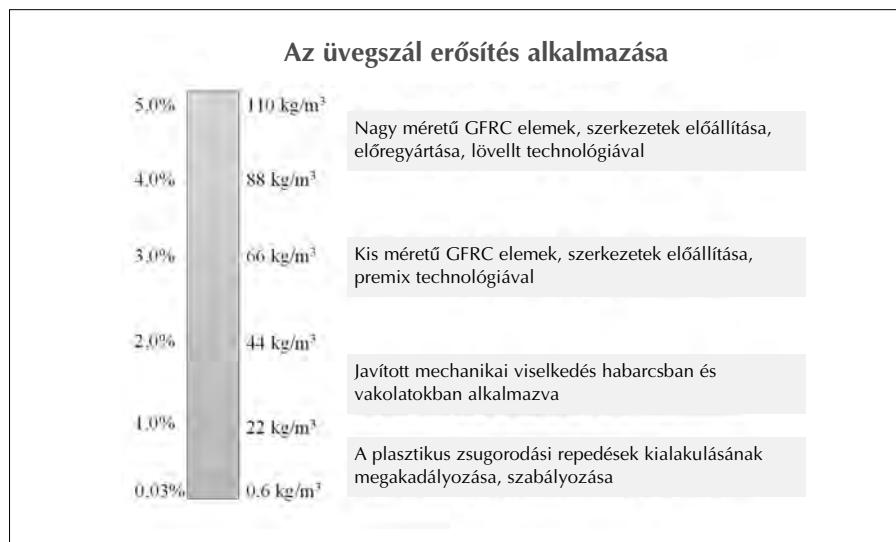 Az üvegszál erősítés alkalmazása
5,0% 110 kg/m³
Nagy méretű GFRC elemek, szerkezetek előállítása,
előregyártása, lövellt technológiával
4,0% 88 kg/m³
3,0% 66 kg/m³
Kis méretű GFRC elemek, szerkezetek előállítása,
premix technológiával
2,0% 44 kg/m³
Javított mechanikai viselkedés habarcsban és
vakolatokban alkalmazva
1,0% 22 kg/m³
A plasztikus zsugorodási repedések kialakulásának
megakadályozása, szabályozása
0,03% 0.6 kg/m³